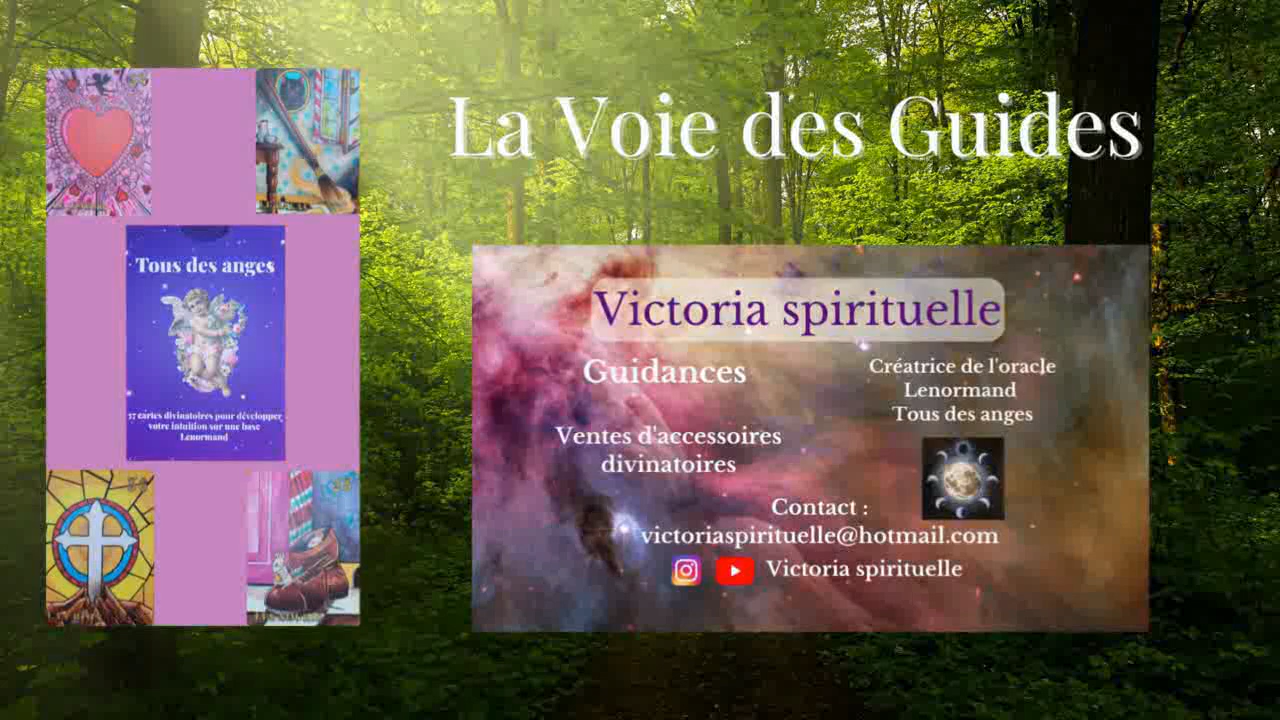 La Voie des Guides
Tous des anges
37 cartes divinatoires pour développer
votre intuition sur une base
Lenormand
Victoria spirituelle
Guidances
Ventes d'accessoires
divinatoires
Créatrice de l'oracle
Lenormand
Tous des anges
Contact :
victoriaspirituelle@hotmail.com
Victoria spirituelle